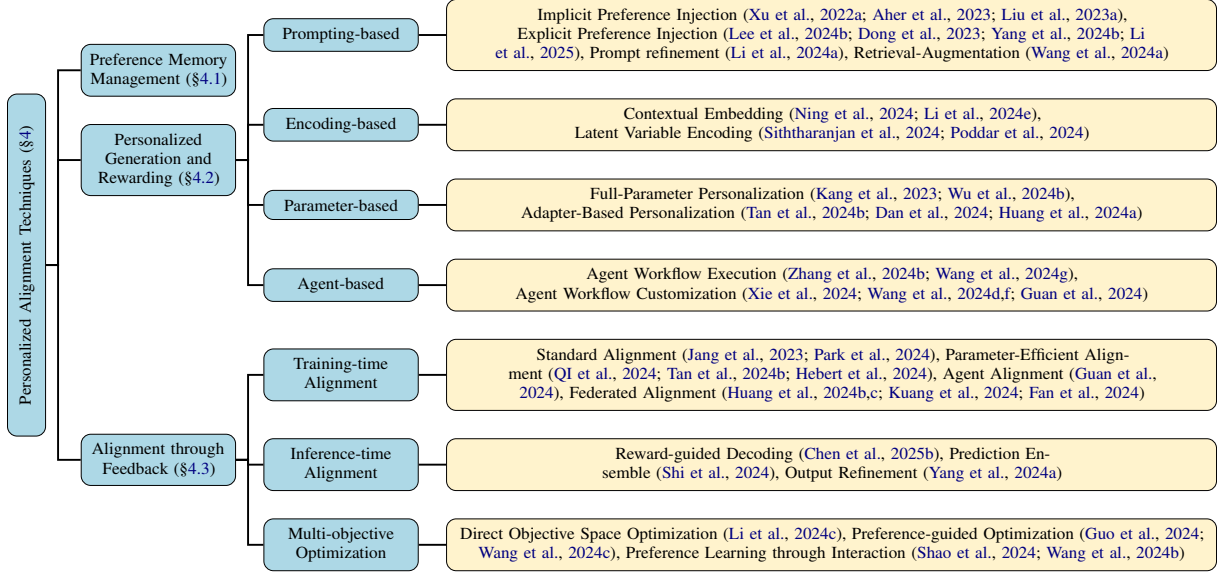 Personalized Alignment Techniques (§4)
Preference Memory
Management (§4.1)
Personalized
Generation and
Rewarding (§4.2)
Prompting-based
Implicit Preference Injection (Xu et al., 2022a; Aher et al., 2023; Liu et al., 2023a),
Explicit Preference Injection (Lee et al., 2024b; Dong et al., 2023; Yang et al., 2024b; Li
et al., 2025), Prompt refinement (Li et al., 2024a), Retrieval-Augmentation (Wang et al., 2024a)
Encoding-based
Contextual Embedding (Ning et al., 2024; Li et al., 2024e),
Latent Variable Encoding (Siththaranjan et al., 2024; Poddar et al., 2024)
Parameter-based
Full-Parameter Personalization (Kang et al., 2023; Wu et al., 2024b),
Adapter-Based Personalization (Tan et al., 2024b; Dan et al., 2024; Huang et al., 2024a)
Agent-based
Agent Workflow Execution (Zhang et al., 2024b; Wang et al., 2024g),
Agent Workflow Customization (Xie et al., 2024; Wang et al., 2024d,f; Guan et al., 2024)
Alignment through
Feedback (§4.3)
Training-time
Alignment
Standard Alignment (Jang et al., 2023; Park et al., 2024), Parameter-Efficient Align-
ment (QI et al., 2024; Tan et al., 2024b; Hebert et al., 2024), Agent Alignment (Guan et al.,
2024), Federated Alignment (Huang et al., 2024b,c; Kuang et al., 2024; Fan et al., 2024)
Inference-time
Alignment
Reward-guided Decoding (Chen et al., 2025b), Prediction En-
semble (Shi et al., 2024), Output Refinement (Yang et al., 2024a)
Multi-objective
Optimization
Direct Objective Space Optimization (Li et al., 2024c), Preference-guided Optimization (Guo et al., 2024;
Wang et al., 2024c), Preference Learning through Interaction (Shao et al., 2024; Wang et al., 2024b)